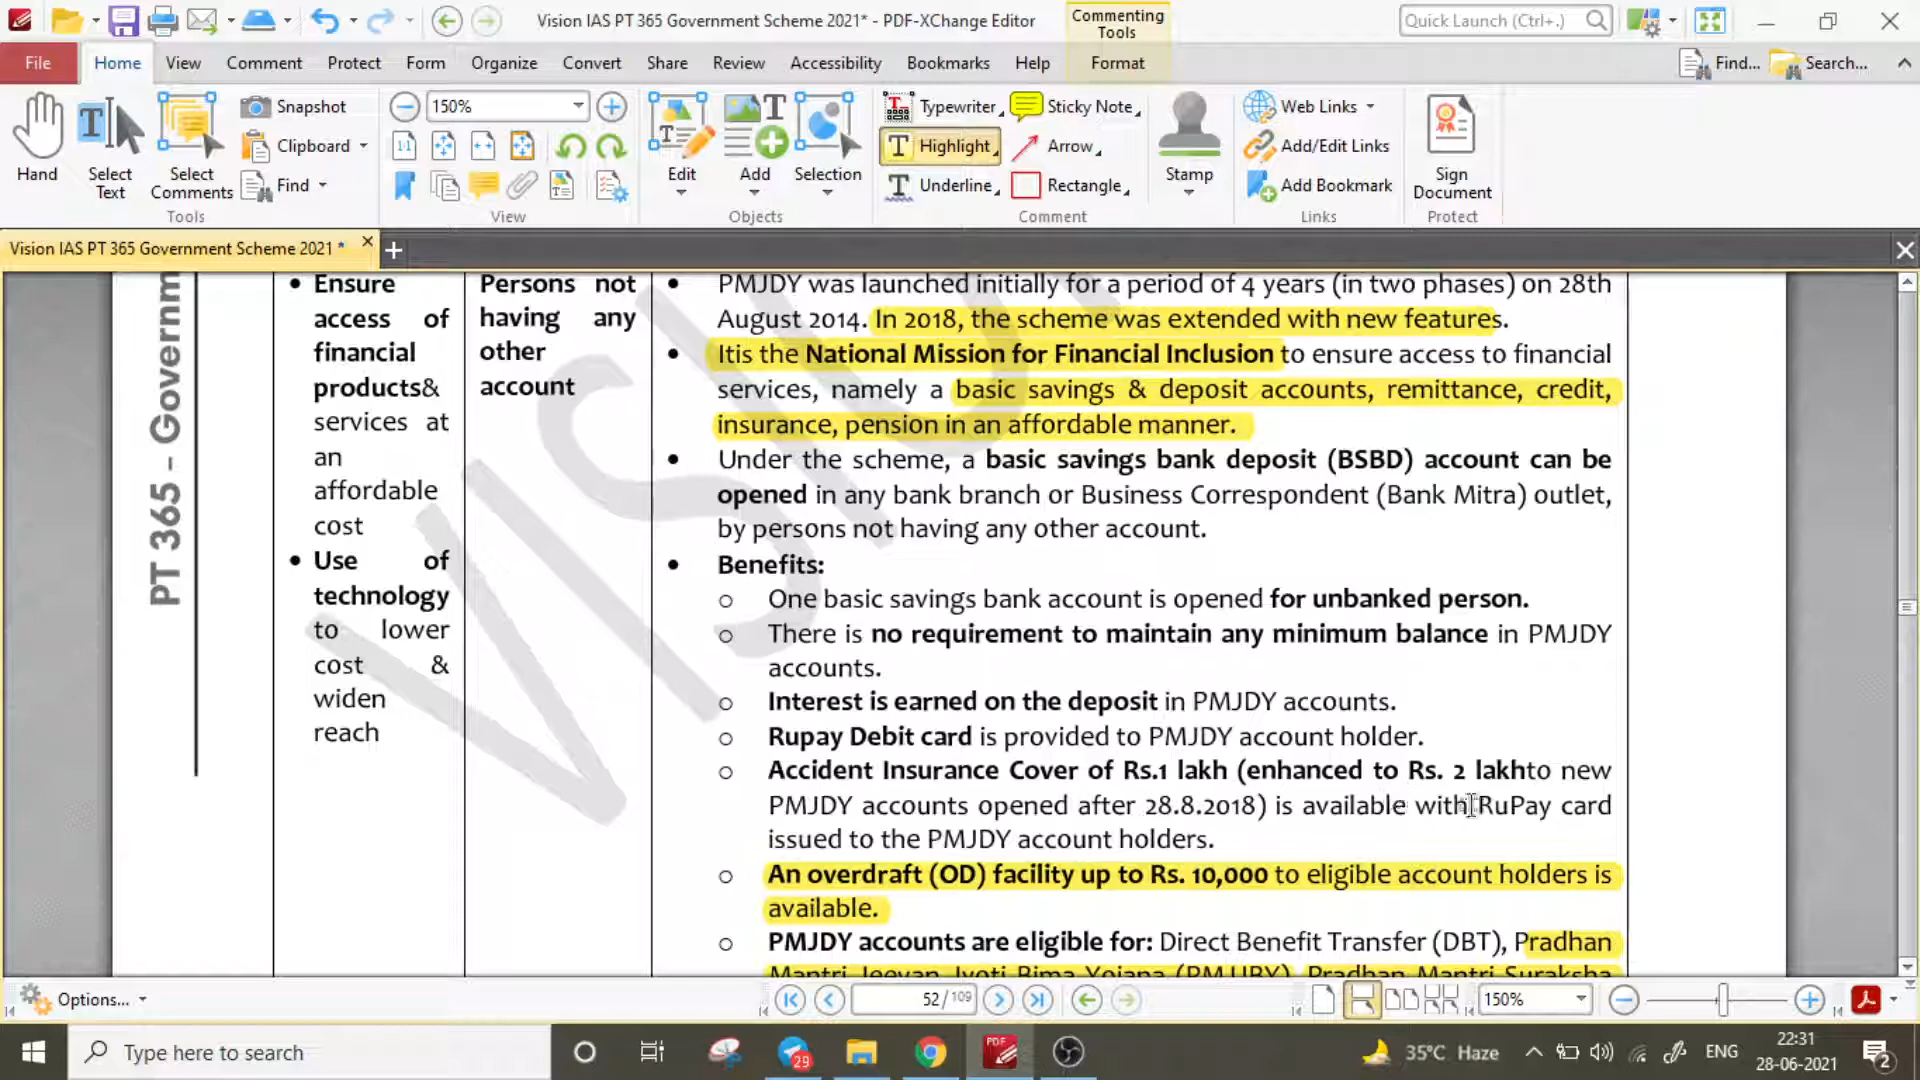 Vision IAS PT 365 Government Scheme 2021* - PDF-XChange Editor
Commenting Tools
Quick Launch (Ctrl+.)
File Home View Comment Protect Form Organize Convert Share Review Accessibility Bookmarks Help Format Find... Search...
Hand
Select Text
Select Comments
Snapshot
Clipboard
Find
Tools
150%
View
Edit
Add
Selection
Objects
Typewriter
Highlight
Underline
Sticky Note
Arrow
Rectangle
Stamp
Comment
Web Links
Add/Edit Links
Add Bookmark
Links
Sign Document
Protect
Vision IAS PT 365 Government Scheme 2021 *
PT 365 - Governm
Ensure
access of
financial
products&
services at
an
affordable
cost
Use of
technology
to lower
cost &
widen
reach
Persons not
having any
other
account
PMJDY was launched initially for a period of 4 years (in two phases) on 28th
August 2014. In 2018, the scheme was extended with new features.
Itis the National Mission for Financial Inclusion to ensure access to financial
services, namely a basic savings & deposit accounts, remittance, credit,
insurance, pension in an affordable manner.
Under the scheme, a basic savings bank deposit (BSBD) account can be
opened in any bank branch or Business Correspondent (Bank Mitra) outlet,
by persons not having any other account.
Benefits:
One basic savings bank account is opened for unbanked person.
There is no requirement to maintain any minimum balance in PMJDY
accounts.
Interest is earned on the deposit in PMJDY accounts.
Rupay Debit card is provided to PMJDY account holder.
Accident Insurance Cover of Rs.1 lakh (enhanced to Rs. 2 lakhto new
PMJDY accounts opened after 28.8.2018) is available with RuPay card
issued to the PMJDY account holders.
An overdraft (OD) facility up to Rs. 10,000 to eligible account holders is
available.
PMJDY accounts are eligible for: Direct Benefit Transfer (DBT), Pradhan
Mantri Jeevan Jyoti Bima Yojana (PMJJBY), Pradhan Mantri Suraksha
Options...
52 / 109
150%
Type here to search
29
PDF
35°C Haze
ENG
22:31
28-06-2021
2